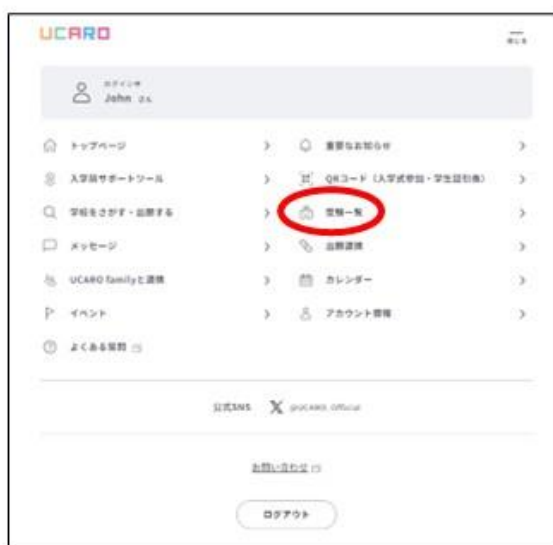 UCARO
閉じる
ログイン中
John さん
トップページ
重要なお知らせ
入学前サポートツール
QRコード（入学式参加・学生証引換）
学校をさがす・出願する
受験一覧
メッセージ
出願連携
UCARO familyと連携
カレンダー
イベント
アカウント情報
よくある質問
公式SNS
@UCARO_Official
お問い合わせ
ログアウト